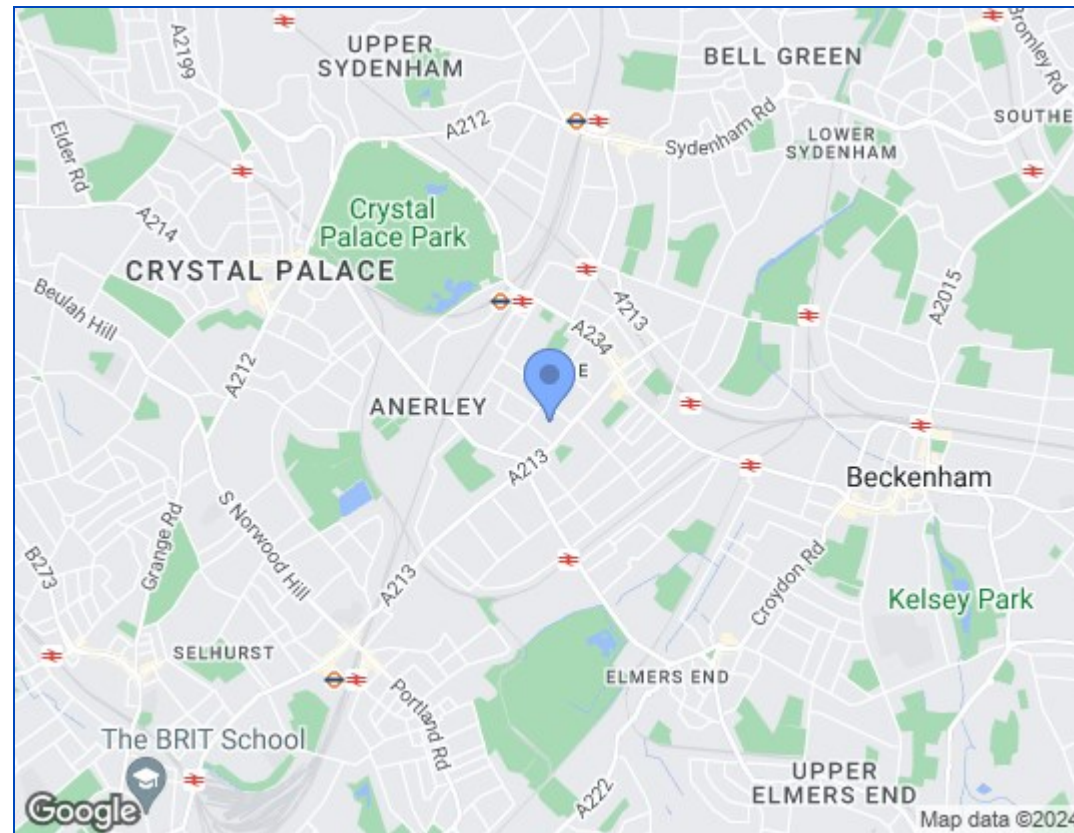 A2199
UPPER
SYDENHAM
BELL GREEN
Bromley Rd
Elder Rd
A212
Sydenham Rd
LOWER
SYDENHAM
SOUTHE
A214
Crystal
Palace Park
CRYSTAL PALACE
Beulah Hill
A2015
A213
A234
A212
E
ANERLEY
A213
Beckenham
S Norwood Hill
Grange Rd
B273
A213
Croydon Rd
Kelsey Park
SELHURST
ELMERS END
Portland Rd
The BRIT School
A222
UPPER
ELMERS END
Google
Map data ©2024